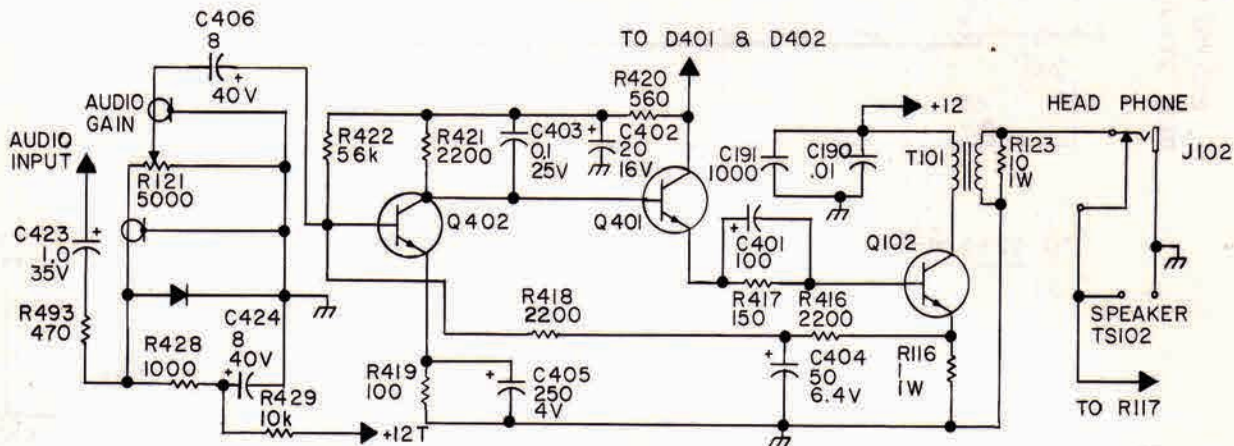 C406
8
+
40V
AUDIO
GAIN
AUDIO
INPUT
R121
5000
C423
+
1.0
35V
R493
470
R428
1000
C424
8
40V
+
R429
10k
+12T
TO D401 & D402
R420
560
R422
56k
R421
2200
C403
0.1
25V
+
C402
20
16V
Q402
Q401
+
C401
100
R417
150
R418
2200
R416
2200
R419
100
+
C405
250
4V
+
C404
50
6.4V
R116
1
1W
+12
C191
1000
C190
.01
T101
R123
10
1W
Q102
HEAD PHONE
J102
SPEAKER
TS102
TO R117